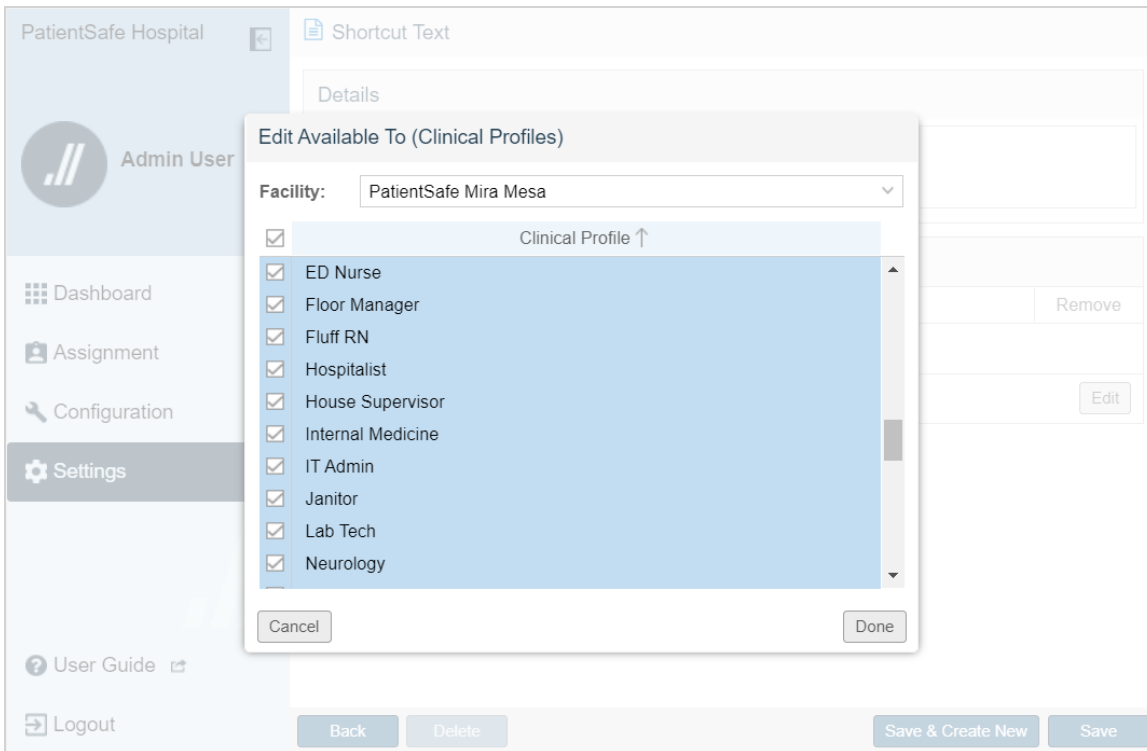 PatientSafe Hospital
Shortcut Text
Details
Admin User
Edit Available To (Clinical Profiles)
Facility: PatientSafe Mira Mesa
Clinical Profile ↑
ED Nurse
Floor Manager
Fluff RN
Hospitalist
House Supervisor
Internal Medicine
IT Admin
Janitor
Lab Tech
Neurology
Cancel Done
Dashboard
Assignment
Configuration
Settings
Remove
Edit
User Guide
Logout
Back Delete Save & Create New Save